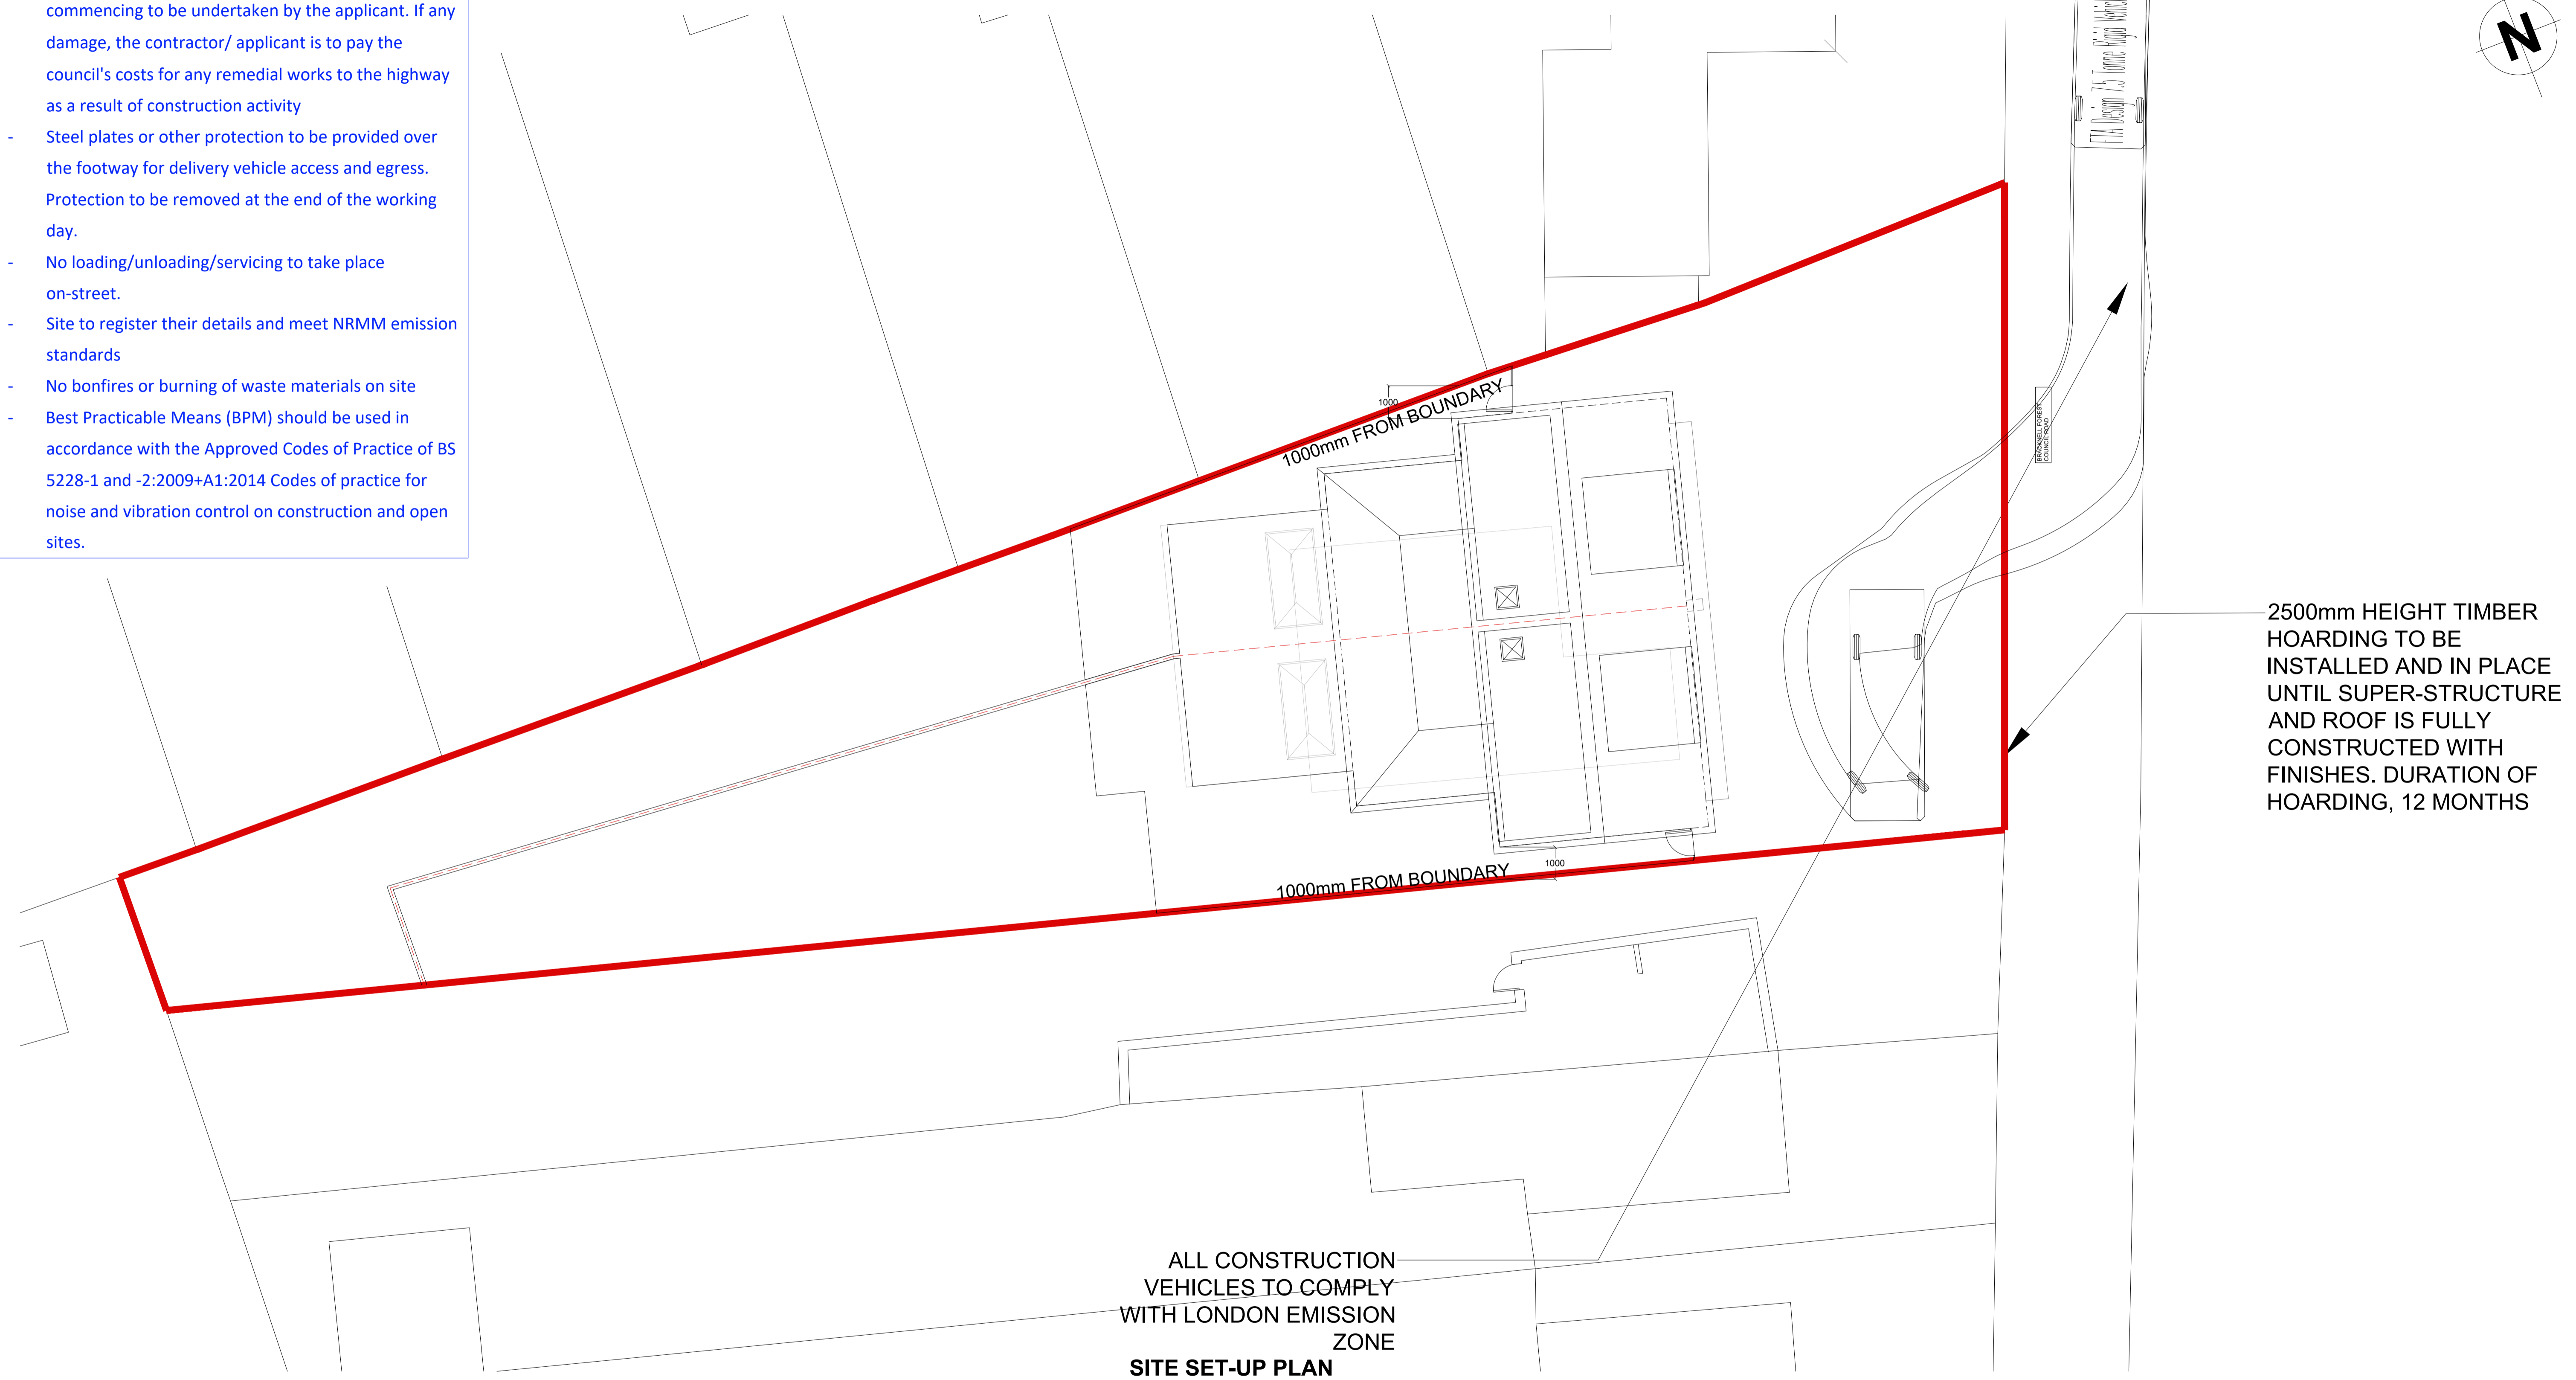 commencing to be undertaken by the applicant. If any
damage, the contractor/ applicant is to pay the
council's costs for any remedial works to the highway
as a result of construction activity
- Steel plates or other protection to be provided over
the footway for delivery vehicle access and egress.
Protection to be removed at the end of the working
day.
- No loading/unloading/servicing to take place
on-street.
- Site to register their details and meet NRMM emission
standards
- No bonfires or burning of waste materials on site
- Best Practicable Means (BPM) should be used in
accordance with the Approved Codes of Practice of BS
5228-1 and -2:2009+A1:2014 Codes of practice for
noise and vibration control on construction and open
sites.
FTA Design 7.5 Tonne Rigid Vehicl
N
1000
1000mm FROM BOUNDARY
BRACKNELL FOREST
COUNCIL ROAD
2500mm HEIGHT TIMBER
HOARDING TO BE
INSTALLED AND IN PLACE
UNTIL SUPER-STRUCTURE
AND ROOF IS FULLY
CONSTRUCTED WITH
FINISHES. DURATION OF
HOARDING, 12 MONTHS
1000
1000mm FROM BOUNDARY
ALL CONSTRUCTION
VEHICLES TO COMPLY
WITH LONDON EMISSION
ZONE
SITE SET-UP PLAN